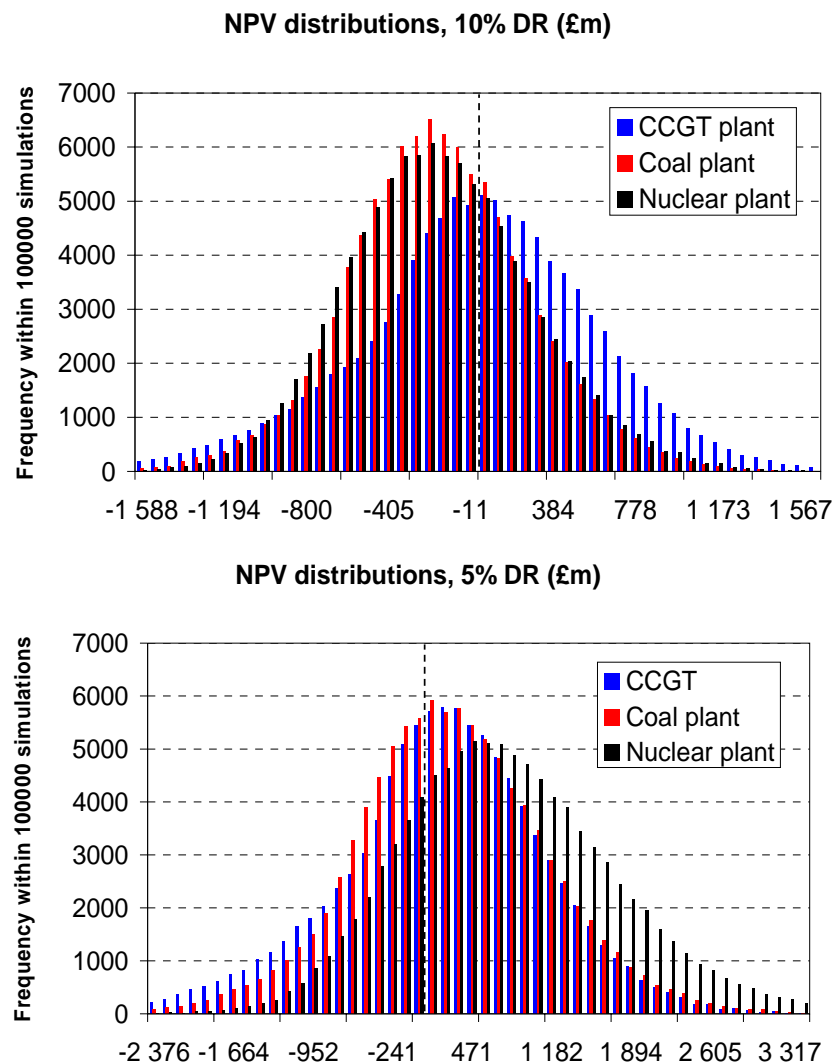 NPV distributions, 10% DR (£m)
Frequency within 100000 simulations
7000
6000
5000
4000
3000
2000
1000
0
CCGT plant
Coal plant
Nuclear plant
-1 588 -1 194 -800 -405 -11 384 778 1 173 1 567
NPV distributions, 5% DR (£m)
Frequency within 100000 simulations
7000
6000
5000
4000
3000
2000
1000
0
CCGT
Coal plant
Nuclear plant
-2 376 -1 664 -952 -241 471 1 182 1 894 2 605 3 317